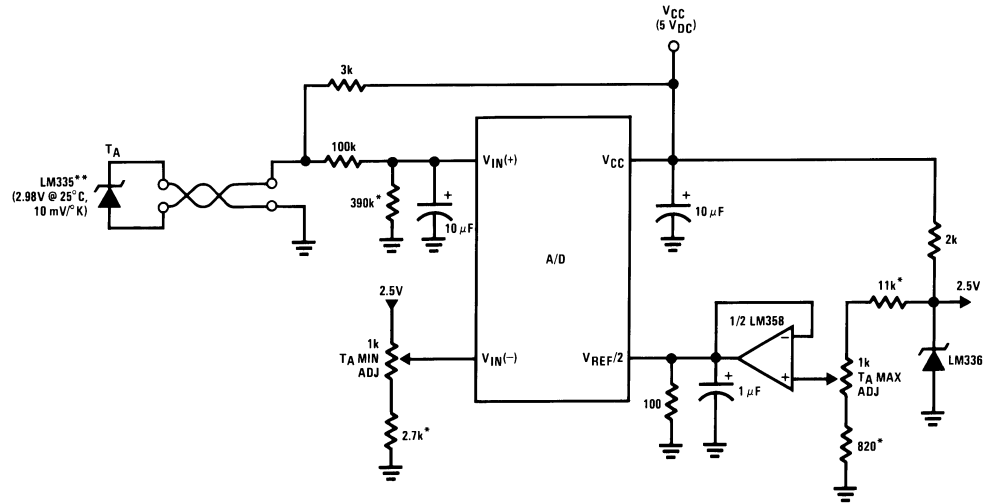 VCC
(5 VDC)
3k
TA
100k
VIN(+)
VCC
LM335**
(2.98V @ 25°C,
10 mV/°K)
390k*
+
10 µF
+
10 µF
2k
A/D
2.5V
11k*
2.5V
1/2 LM358
1k
TA MIN
ADJ
VIN(−)
VREF/2
−
+
LM336
1k
TA MAX
ADJ
100
+
1 µF
2.7k*
820*